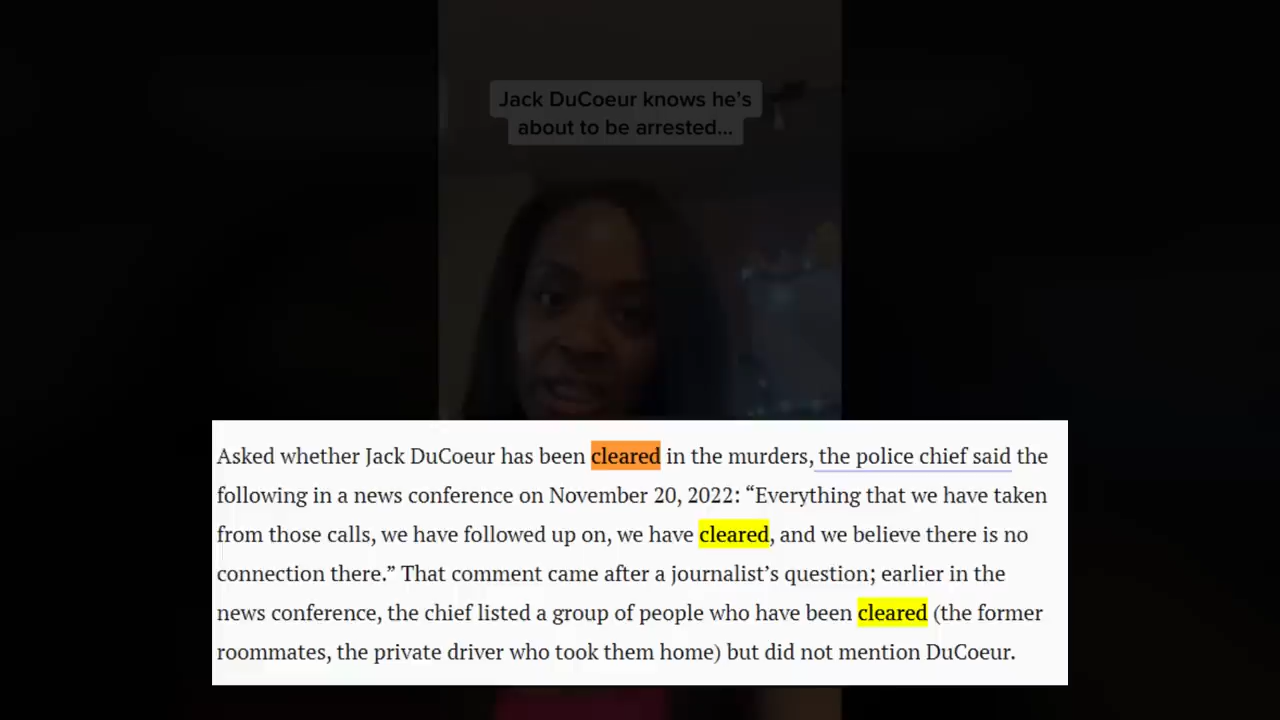 Jack DuCoeur knows he's
about to be arrested...
Asked whether Jack DuCoeur has been cleared in the murders, the police chief said the
following in a news conference on November 20, 2022: “Everything that we have taken
from those calls, we have followed up on, we have cleared, and we believe there is no
connection there.” That comment came after a journalist’s question; earlier in the
news conference, the chief listed a group of people who have been cleared (the former
roommates, the private driver who took them home) but did not mention DuCoeur.